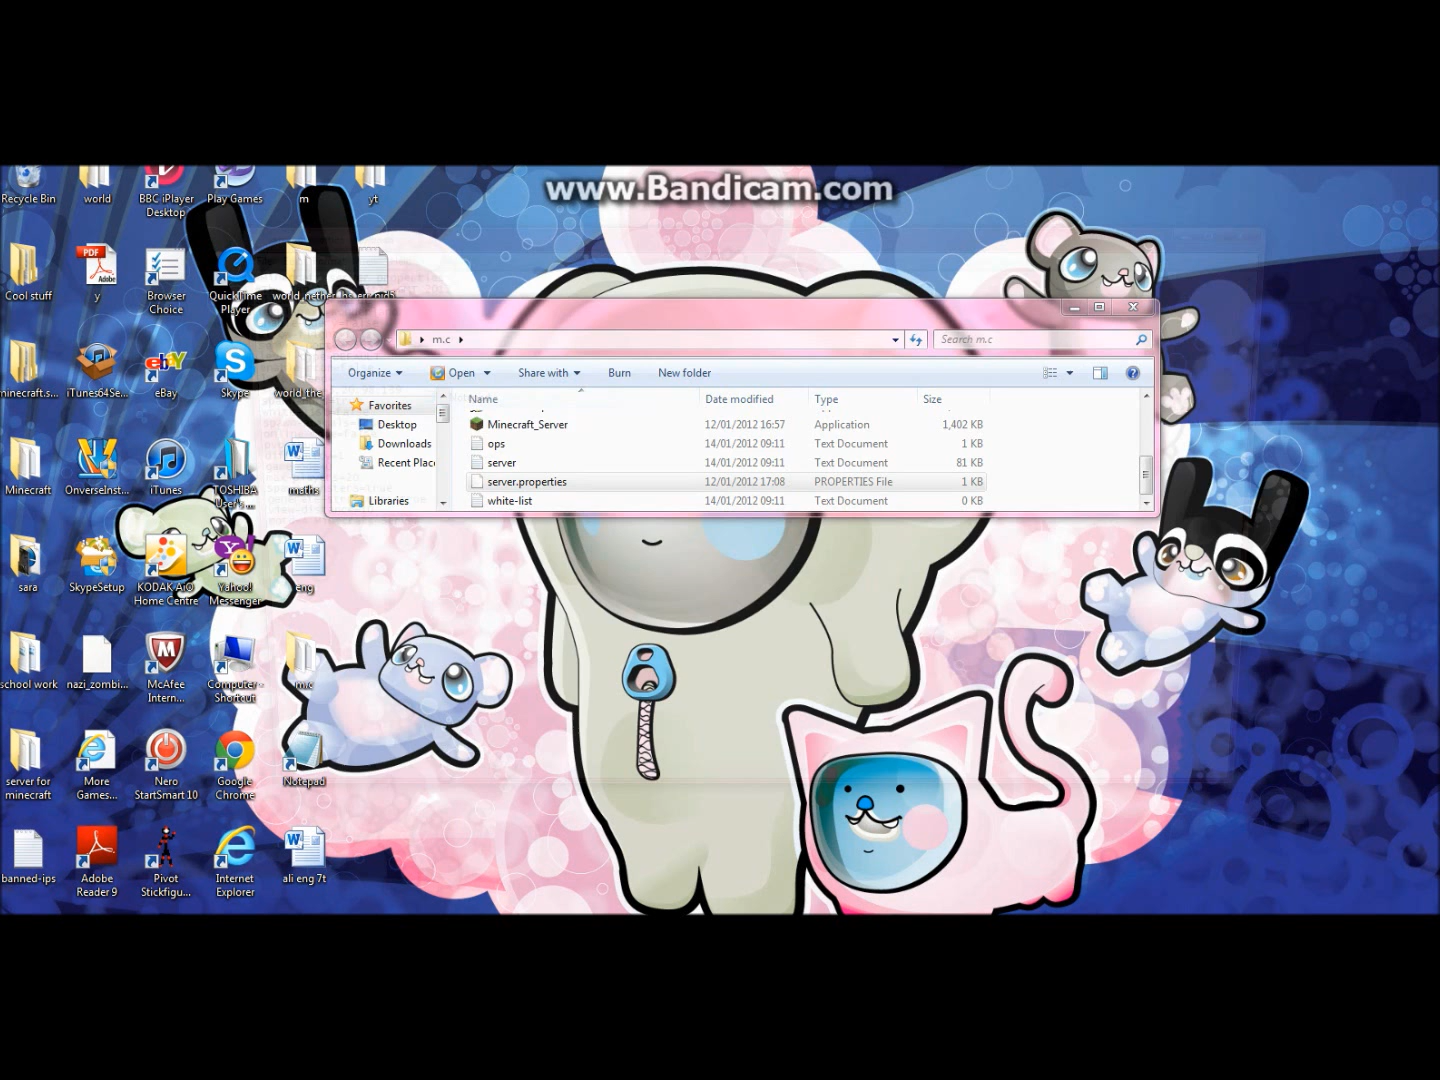 www.Bandicam.com
Recycle Bin
world
BBC iPlayer
Desktop
Play Games
m
yt
Cool stuff
y
Browser
Choice
QuickTime
Player
m.c
Search m.c
Organize
Open
Share with
Burn
New folder
Name
Date modified
Type
Size
Favorites
Desktop
Downloads
Recent Plac
Libraries
Minecraft_Server
12/01/2012 16:57
Application
1,402 KB
ops
14/01/2012 09:11
Text Document
1 KB
server
14/01/2012 09:11
Text Document
81 KB
server.properties
12/01/2012 17:08
PROPERTIES File
1 KB
white-list
14/01/2012 09:11
Text Document
0 KB
minecraft.s...
iTunes64Se...
eBay
Skype
world_the
Minecraft
OnverseInst...
iTunes
TOSHIBA
User's...
maths
sara
SkypeSetup
KODAK AiO
Home Centre
Yahoo!
Messenger
eng
school work
nazi_zombi...
McAfee
Intern...
Computer -
Shortcut
m.c
server for
minecraft
More
Games...
Nero
StartSmart 10
Google
Chrome
Notepad
banned-ips
Adobe
Reader 9
Pivot
Stickfigu...
Internet
Explorer
ali eng 7t